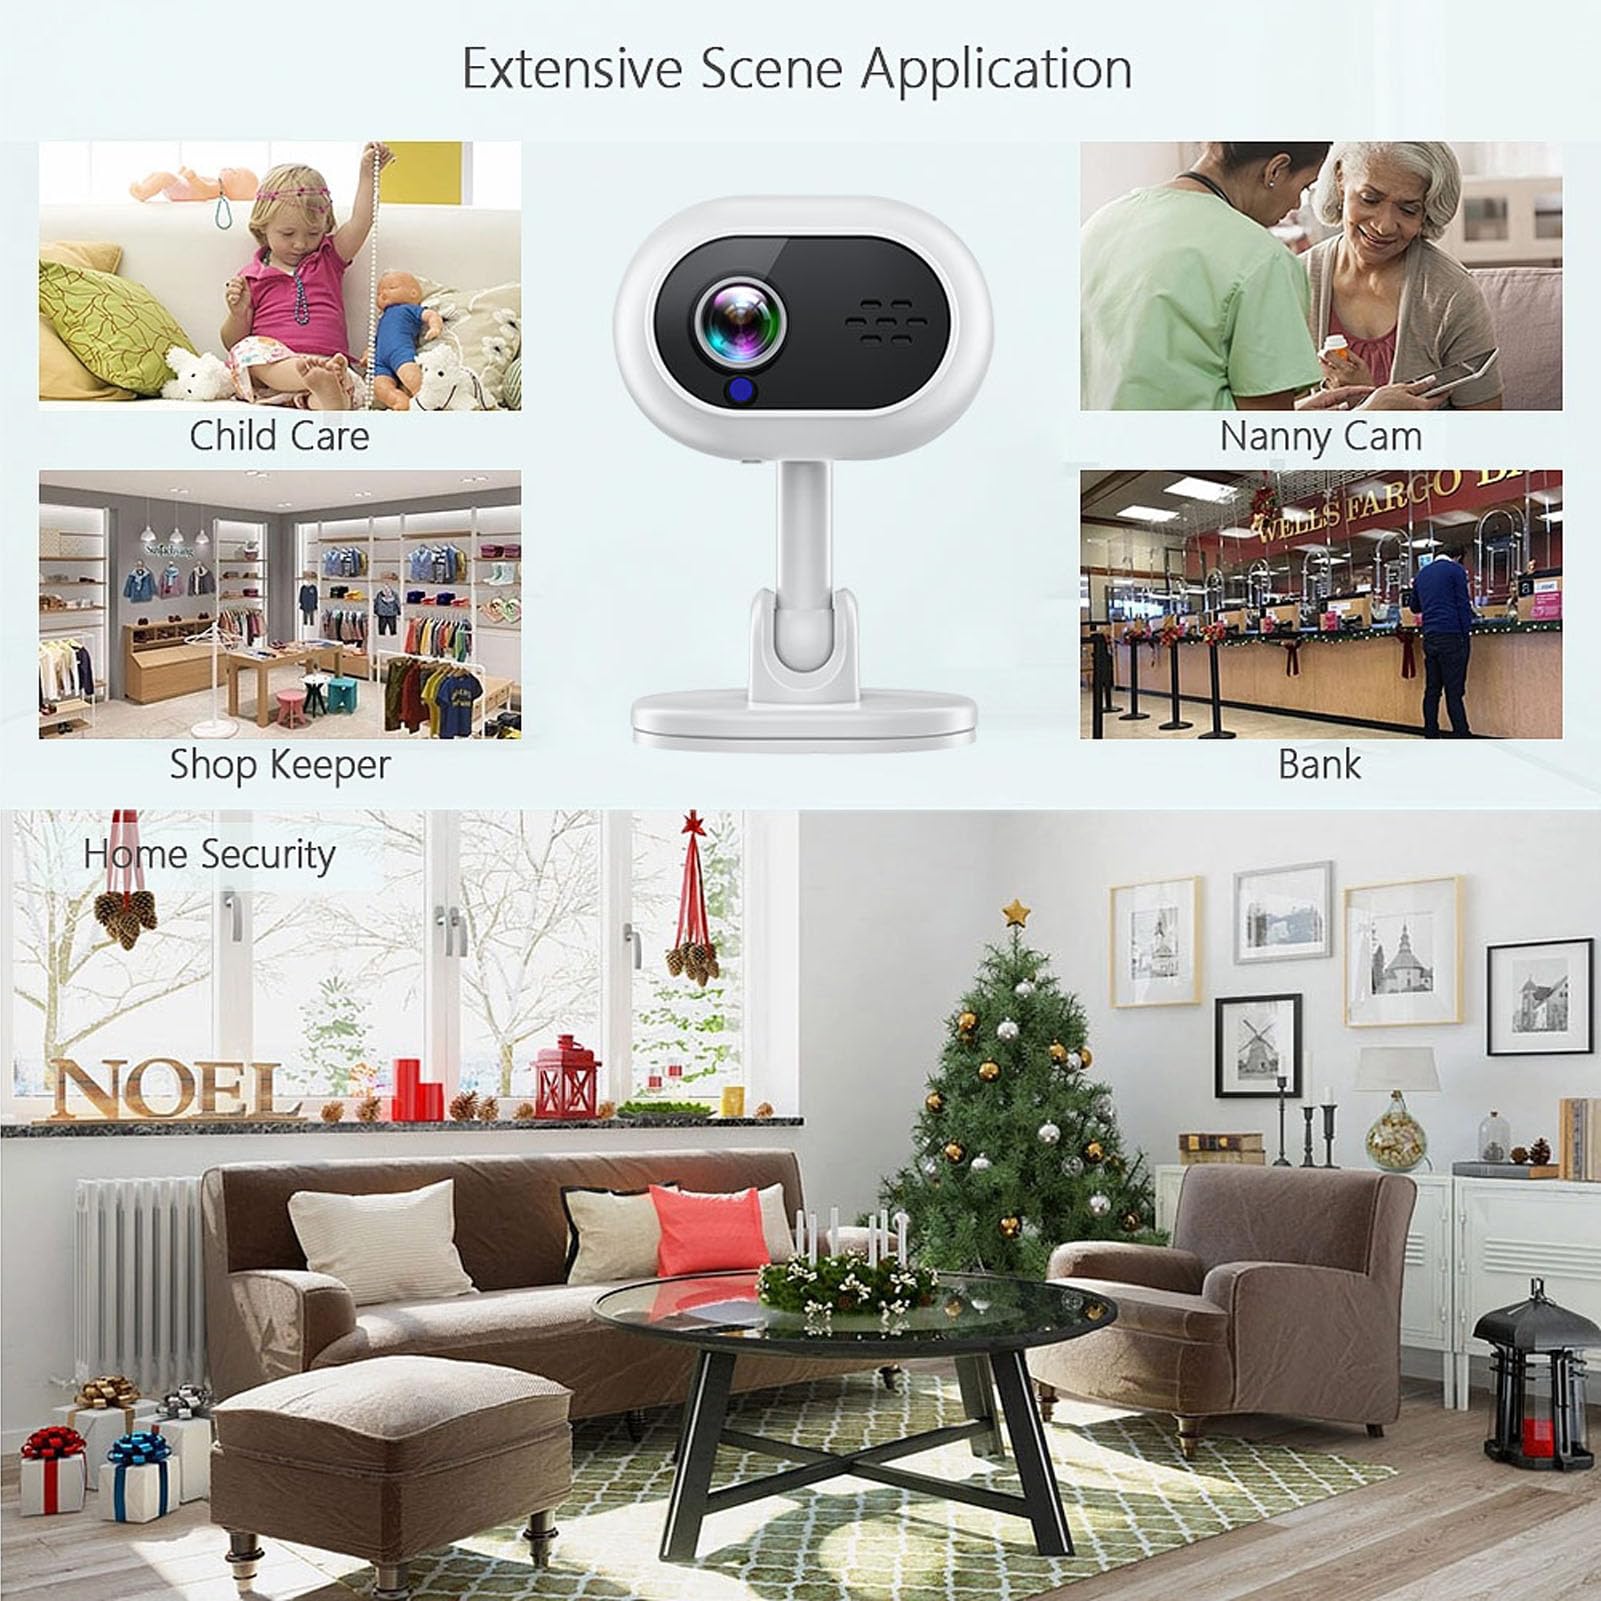 Extensive Scene Application
Child Care
Nanny Cam
WELLS FARGO
Shop Keeper
Bank
Home Security
NOEL